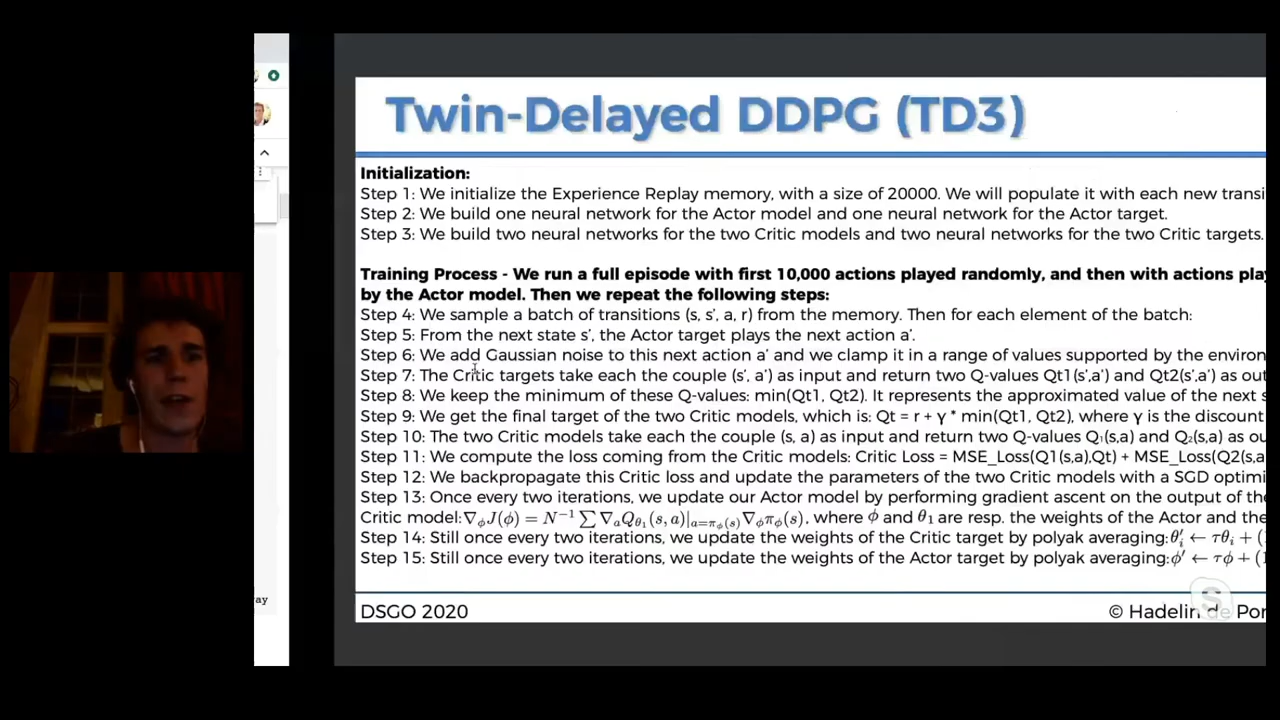 Twin-Delayed DDPG (TD3)
Initialization:
Step 1: We initialize the Experience Replay memory, with a size of 20000. We will populate it with each new transi
Step 2: We build one neural network for the Actor model and one neural network for the Actor target.
Step 3: We build two neural networks for the two Critic models and two neural networks for the two Critic targets.
Training Process - We run a full episode with first 10,000 actions played randomly, and then with actions pla
by the Actor model. Then we repeat the following steps:
Step 4: We sample a batch of transitions (s, s', a, r) from the memory. Then for each element of the batch:
Step 5: From the next state s', the Actor target plays the next action a'.
Step 6: We add Gaussian noise to this next action a' and we clamp it in a range of values supported by the environ
Step 7: The Critic targets take each the couple (s', a') as input and return two Q-values Qt1(s',a') and Qt2(s',a') as out
Step 8: We keep the minimum of these Q-values: min(Qt1, Qt2). It represents the approximated value of the next s
Step 9: We get the final target of the two Critic models, which is: Qt = r + γ * min(Qt1, Qt2), where γ is the discount
Step 10: The two Critic models take each the couple (s, a) as input and return two Q-values Q₁(s,a) and Q₂(s,a) as ou
Step 11: We compute the loss coming from the Critic models: Critic Loss = MSE_Loss(Q1(s,a),Qt) + MSE_Loss(Q2(s,a
Step 12: We backpropagate this Critic loss and update the parameters of the two Critic models with a SGD optimi
Step 13: Once every two iterations, we update our Actor model by performing gradient ascent on the output of the
Critic model:∇ϕJ(ϕ) = N⁻¹ ∑ ∇ₐQθ₁(s, a)|a=πϕ(s)∇ϕπϕ(s), where ϕ and θ₁ are resp. the weights of the Actor and the
Step 14: Still once every two iterations, we update the weights of the Critic target by polyak averaging:θ′ᵢ ← τθᵢ + (
Step 15: Still once every two iterations, we update the weights of the Actor target by polyak averaging:ϕ′ ← τϕ + (
ay
DSGO 2020
© Hadelin de Pon